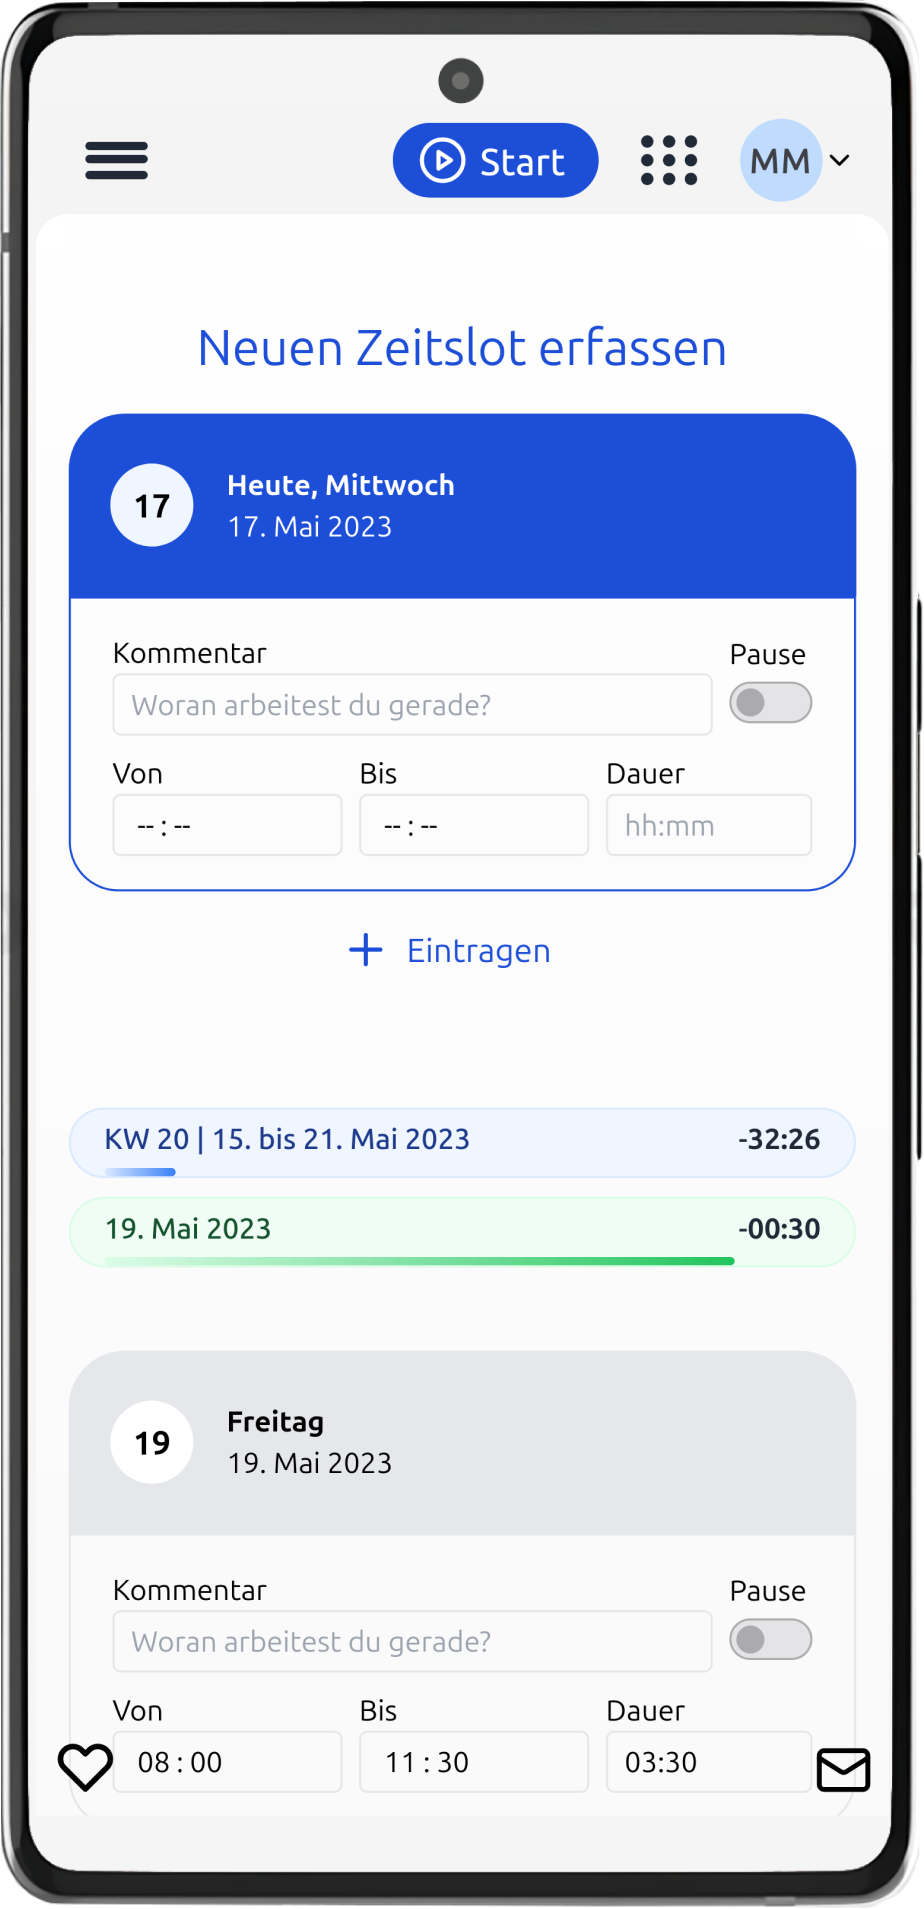 Start
MM
Neuen Zeitslot erfassen
17
Heute, Mittwoch
17. Mai 2023
Kommentar
Pause
Woran arbeitest du gerade?
Von
Bis
Dauer
-- : --
-- : --
hh:mm
+ Eintragen
KW 20 | 15. bis 21. Mai 2023
-32:26
19. Mai 2023
-00:30
19
Freitag
19. Mai 2023
Kommentar
Pause
Woran arbeitest du gerade?
Von
Bis
Dauer
08 : 00
11 : 30
03:30